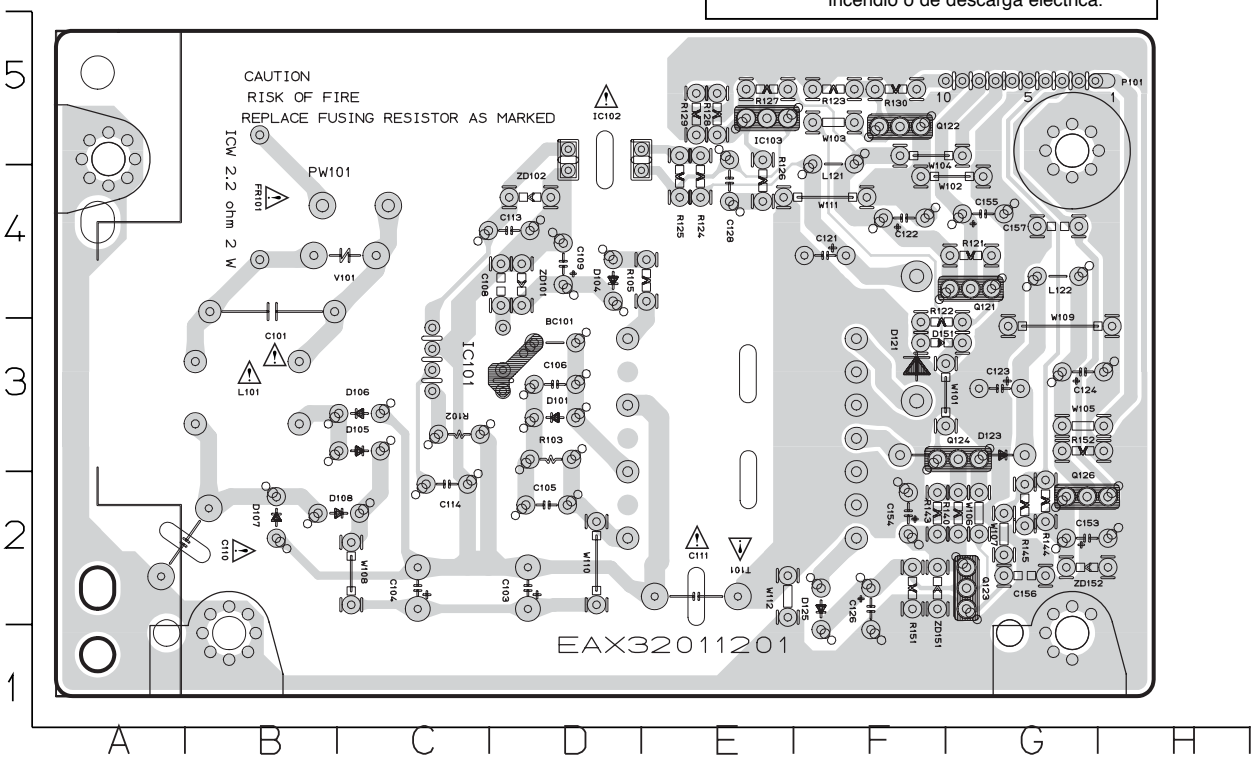 incendio o de descarga eléctrica.
5
CAUTION
RISK OF FIRE
REPLACE FUSING RESISTOR AS MARKED
IC102
R129
R128
R127
R123
R130
10
5
1
P101
IC103
W103
Q122
ICW 2.2 ohm 2 W
FR101
PW101
ZD102
R126
L121
W104
W102
4
C113
R125
R124
C128
W111
C122
C155
C157
V101
C108
ZD101
C109
D104
R105
C121
R121
L122
Q121
C101
L101
BC101
IC101
R122
D151
D121
W109
3
C106
D106
D101
W101
C123
C124
D105
R102
R103
W105
Q124
D123
R152
Q126
D107
D108
C114
C105
C154
R143
R140
W106
W107
R145
R144
C153
2
C110
C111
T101
W108
C104
C103
W110
W112
D125
C126
Q123
C156
ZD152
R151
ZD151
EAX32011201
1
A B C D E F G H I